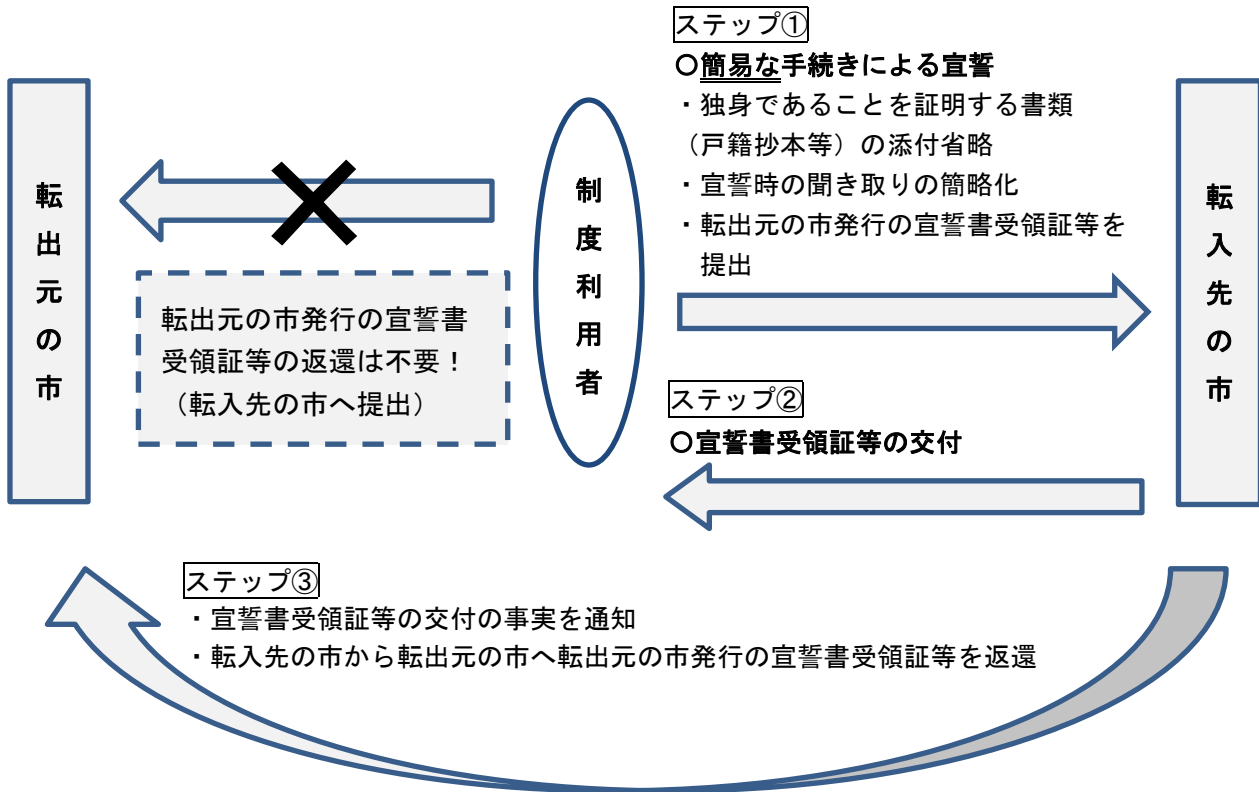 ステップ①
〇簡易な手続きによる宣誓
・独身であることを証明する書類
（戸籍抄本等）の添付省略
・宣誓時の聞き取りの簡略化
・転出元の市発行の宣誓書受領証等を
提出
転出元の市
制度利用者
転入先の市
転出元の市発行の宣誓書
受領証等の返還は不要！
（転入先の市へ提出）
ステップ②
〇宣誓書受領証等の交付
ステップ③
・宣誓書受領証等の交付の事実を通知
・転入先の市から転出元の市へ転出元の市発行の宣誓書受領証等を返還